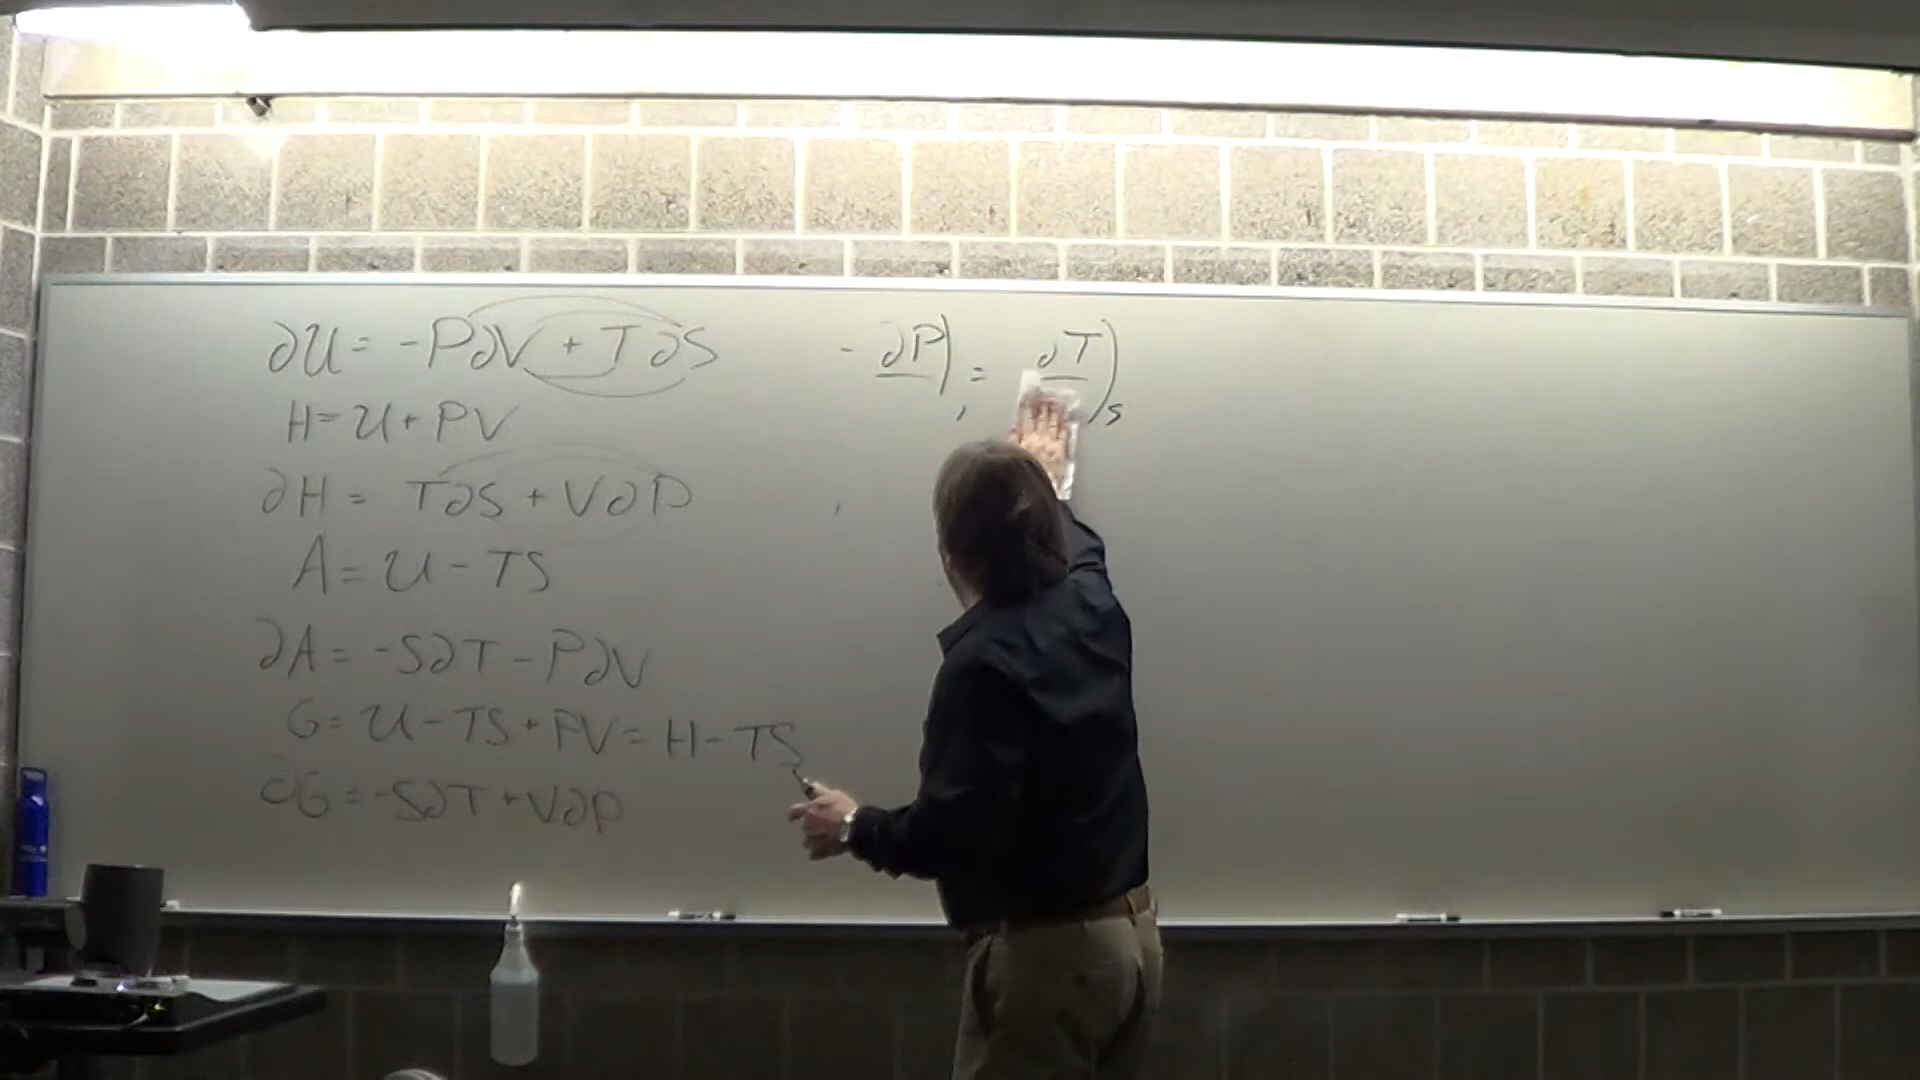 ∂U = -P∂V + T∂S
H = U + PV
∂H = T∂S + V∂P
A = U - TS
∂A = -S∂T - P∂V
G = U - TS + PV = H - TS
∂G = -S∂T + V∂P
- ∂P) = ∂T)s